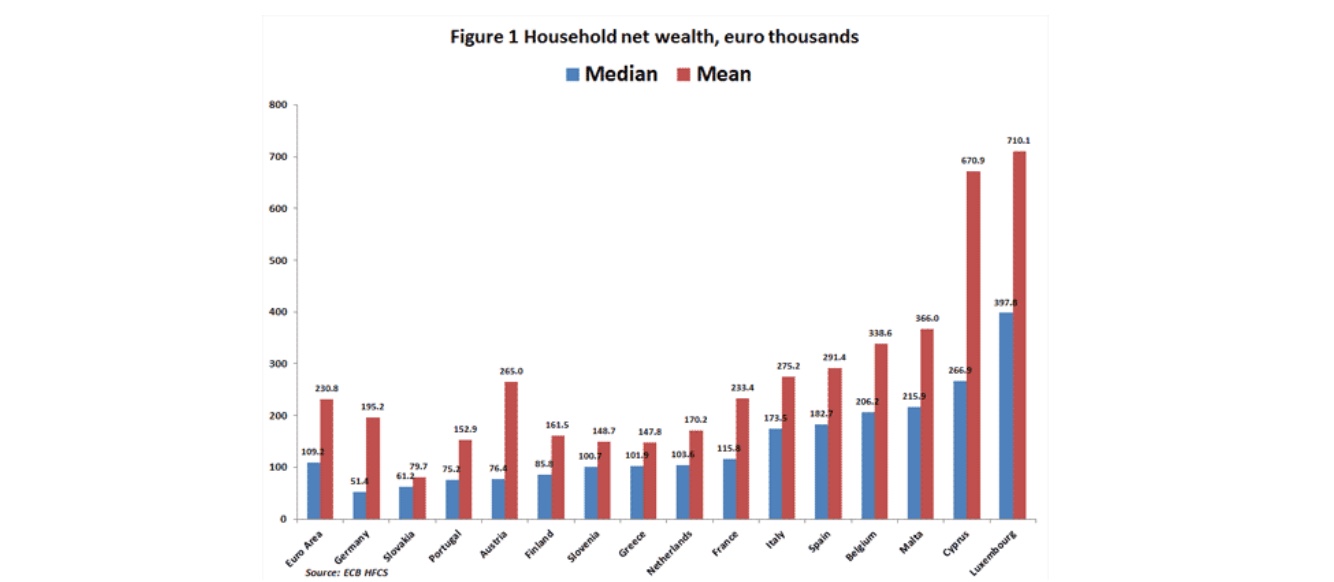 Figure 1 Household net wealth, euro thousands
Median Mean
800
700
600
500
400
300
200
100
0
109.2 230.8
51.4 195.2
61.2 79.7
75.2 152.9
76.4 265.0
85.8 161.5
100.7 148.7
101.9 147.8
103.6 170.2
115.8 233.4
173.5 275.2
182.7 291.4
206.2 338.6
215.9 366.0
266.9 670.9
397.8 710.1
Euro Area
Germany
Slovakia
Portugal
Austria
Finland
Slovenia
Greece
Netherlands
France
Italy
Spain
Belgium
Malta
Cyprus
Luxembourg
Source: ECB HFCS